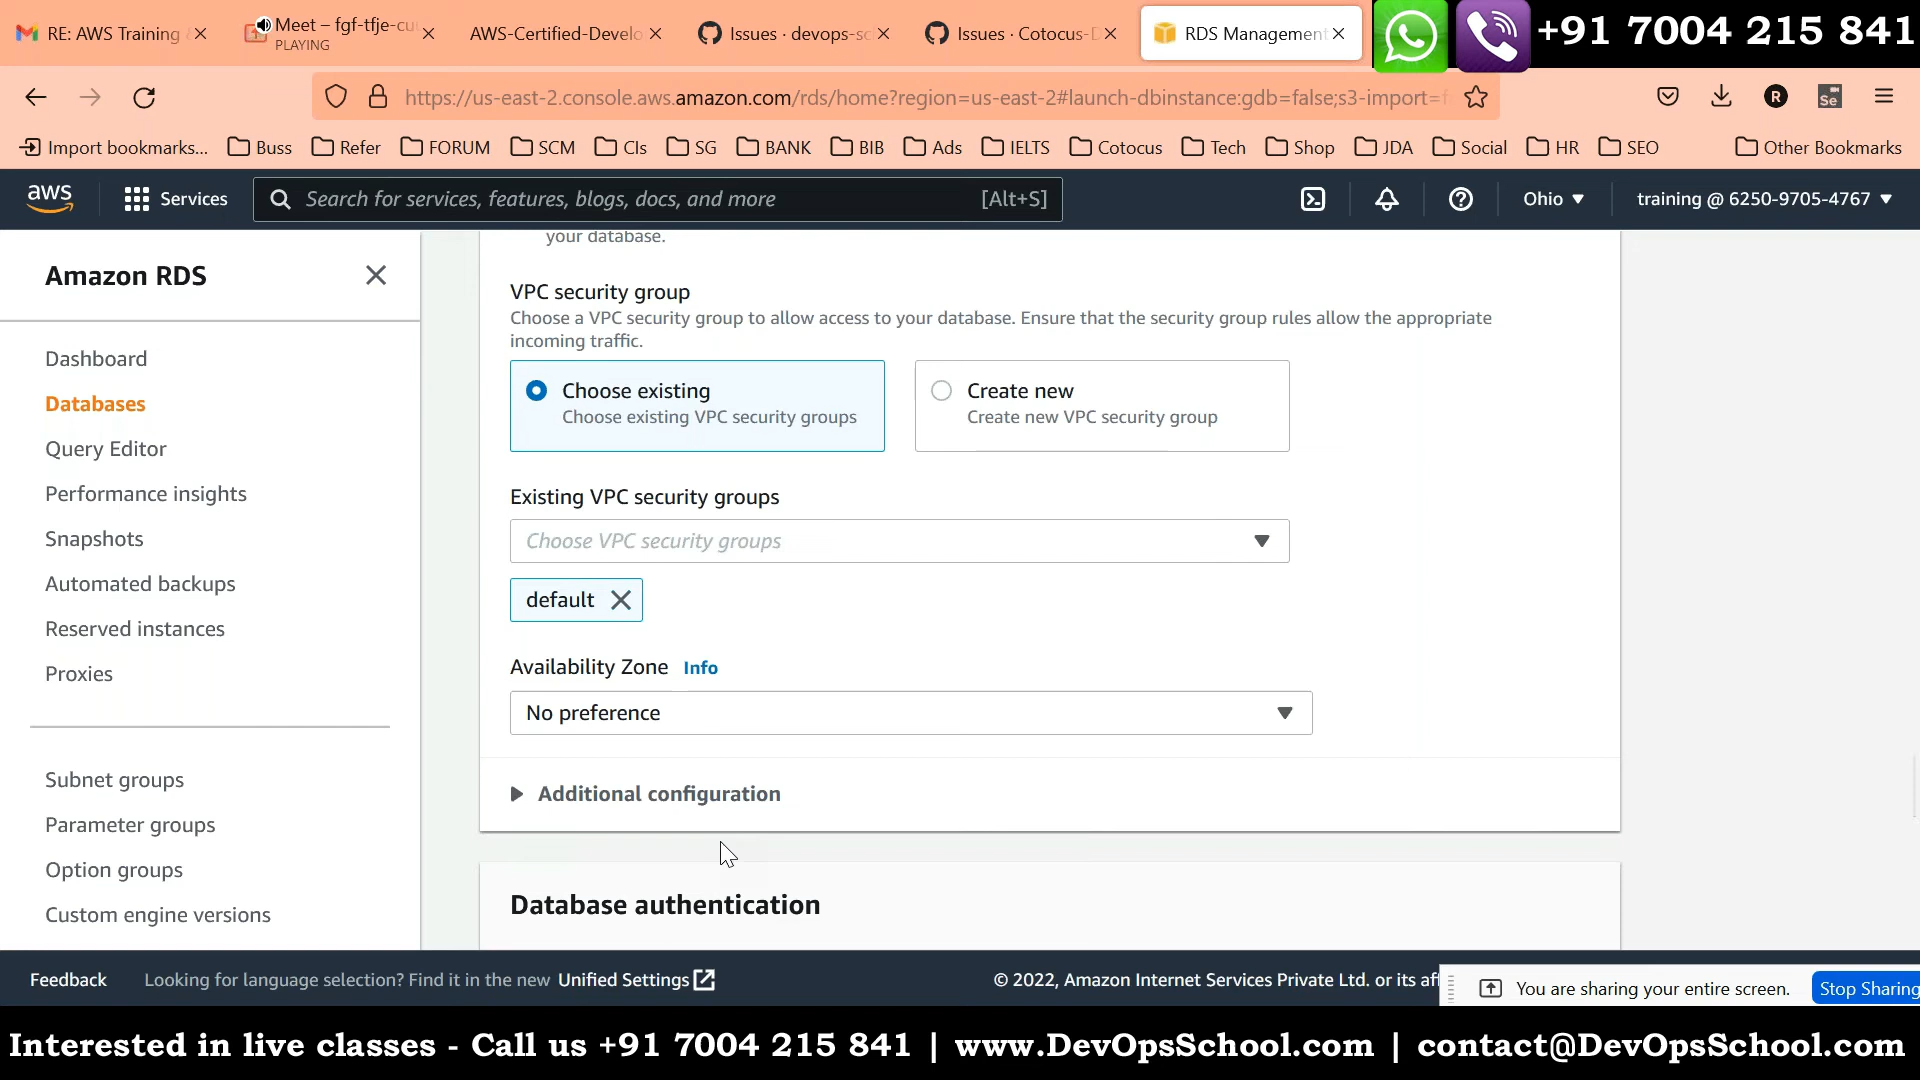 RE: AWS Training
Meet – fgf-tfje-cu
PLAYING
AWS-Certified-Develo
Issues · devops-sc
Issues · Cotocus-D
RDS Management
+91 7004 215 841
https://us-east-2.console.aws.amazon.com/rds/home?region=us-east-2#launch-dbinstance:gdb=false;s3-import=f
R
Se
Import bookmarks...
Buss
Refer
FORUM
SCM
Cls
SG
BANK
BIB
Ads
IELTS
Cotocus
Tech
Shop
JDA
Social
HR
SEO
Other Bookmarks
aws
Services
Search for services, features, blogs, docs, and more
[Alt+S]
Ohio
training @ 6250-9705-4767
Amazon RDS
Dashboard
Databases
Query Editor
Performance insights
Snapshots
Automated backups
Reserved instances
Proxies
Subnet groups
Parameter groups
Option groups
Custom engine versions
your database.
VPC security group
Choose a VPC security group to allow access to your database. Ensure that the security group rules allow the appropriate
incoming traffic.
Choose existing
Choose existing VPC security groups
Create new
Create new VPC security group
Existing VPC security groups
Choose VPC security groups
default
Availability Zone Info
No preference
Additional configuration
Database authentication
Feedback
Looking for language selection? Find it in the new Unified Settings
© 2022, Amazon Internet Services Private Ltd. or its aff
You are sharing your entire screen.
Stop Sharing
Interested in live classes - Call us +91 7004 215 841 | www.DevOpsSchool.com | contact@DevOpsSchool.com